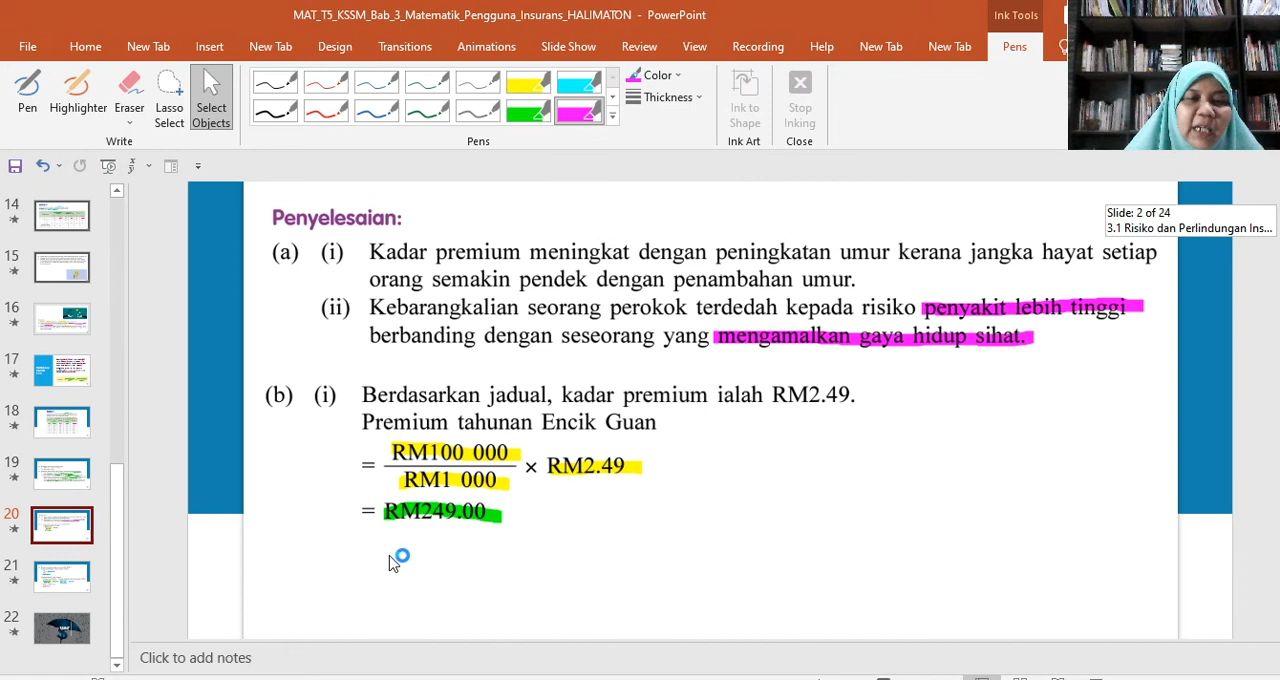 MAT_T5_KSSM_Bab_3_Matematik_Pengguna_Insurans_HALIMATON - PowerPoint
Ink Tools
File Home New Tab Insert New Tab Design Transitions Animations Slide Show Review View Recording Help New Tab New Tab Pens
Pen Highlighter Eraser Lasso Select Select Objects
Color
Thickness
Ink to Shape
Stop Inking
Write Pens Ink Art Close
Slide: 2 of 24
3.1 Risiko dan Perlindungan Ins...
14
15
16
17
18
19
20
21
22
Penyelesaian:
(a) (i) Kadar premium meningkat dengan peningkatan umur kerana jangka hayat setiap
orang semakin pendek dengan penambahan umur.
(ii) Kebarangkalian seorang perokok terdedah kepada risiko penyakit lebih tinggi
berbanding dengan seseorang yang mengamalkan gaya hidup sihat.
(b) (i) Berdasarkan jadual, kadar premium ialah RM2.49.
Premium tahunan Encik Guan
= RM100 000 / RM1 000 × RM2.49
= RM249.00
Click to add notes